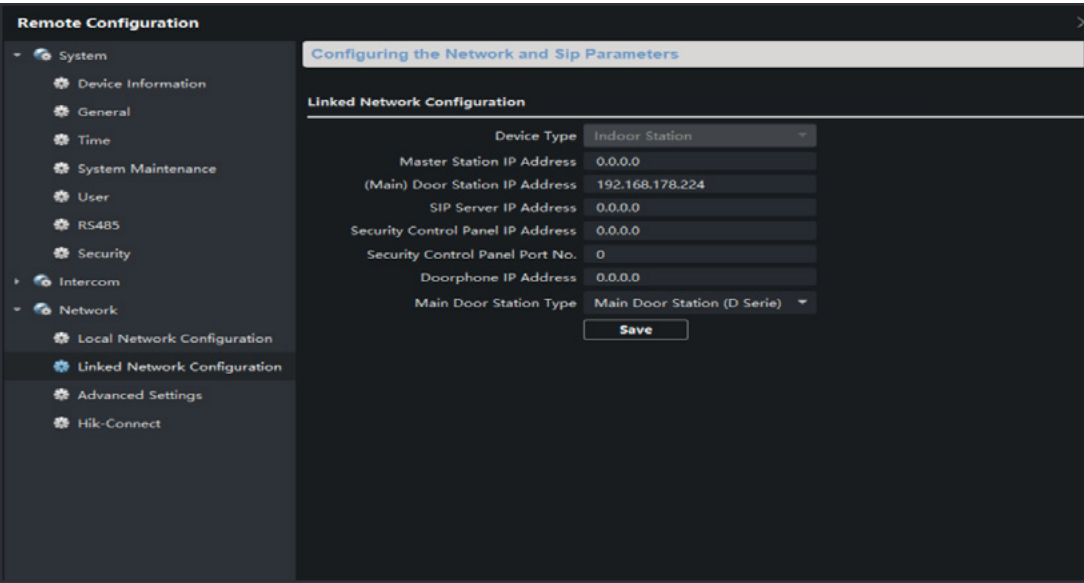 Remote Configuration
System
Device Information
General
Time
System Maintenance
User
RS485
Security
Intercom
Network
Local Network Configuration
Linked Network Configuration
Advanced Settings
Hik-Connect
Configuring the Network and Sip Parameters
Linked Network Configuration
Device Type Indoor Station
Master Station IP Address 0.0.0.0
(Main) Door Station IP Address 192.168.178.224
SIP Server IP Address 0.0.0.0
Security Control Panel IP Address 0.0.0.0
Security Control Panel Port No. 0
Doorphone IP Address 0.0.0.0
Main Door Station Type Main Door Station (D Serie)
Save